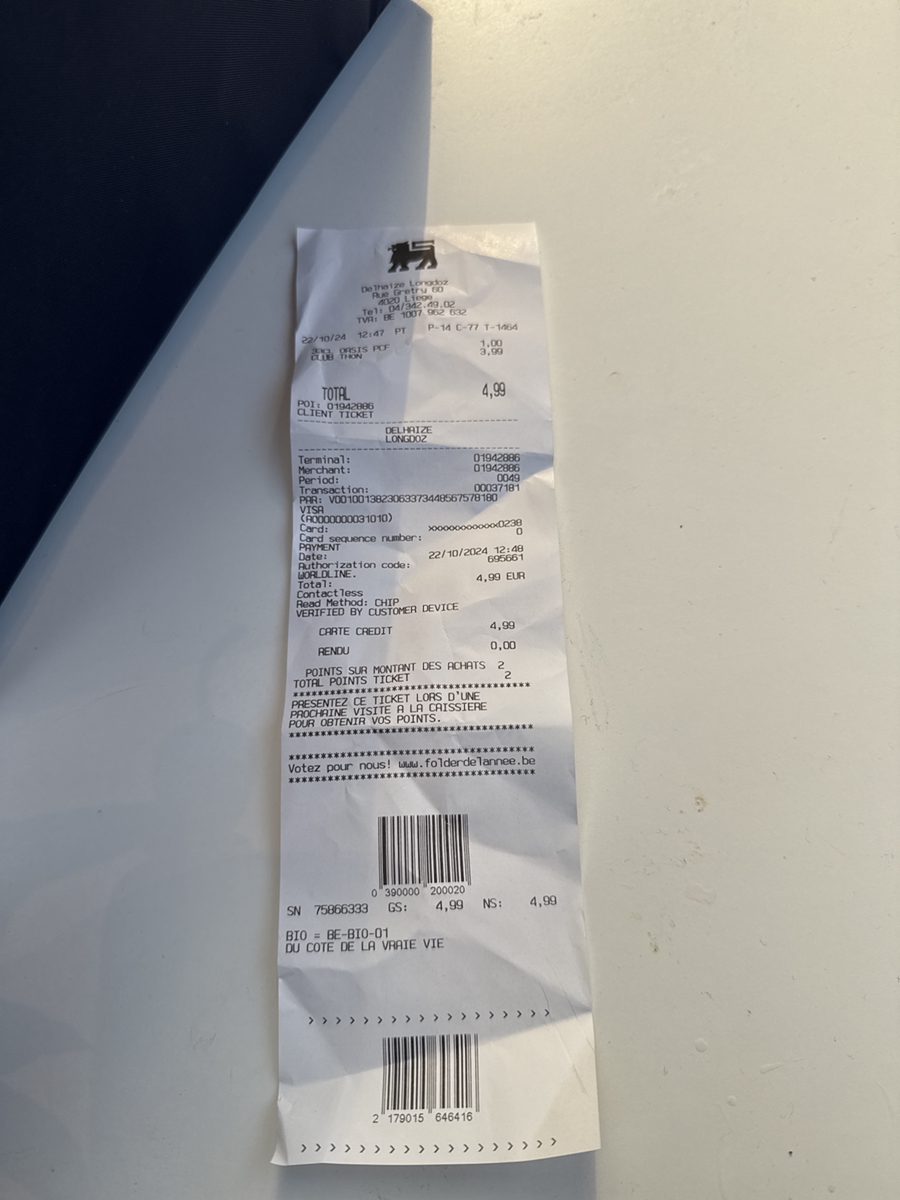 Delhaize Longdoz
Rue Gretry 60
4020 Liege
Tel: 04/342.49.02
TVA: BE 1007 962 632
22/10/24 12:47 PT P-14 C-77 T-1464
33CL OASIS PCF 1,00
CLUB THON 3,99
TOTAL 4,99
POI: 01942886
CLIENT TICKET
DELHAIZE
LONGDOZ
Terminal: 01942886
Merchant: 01942886
Period: 0049
Transaction: 00037181
PAR: V0010013823063373448567578180
VISA
(A0000000031010)
Card: xxxxxxxxxxxx0238
Card sequence number: 0
PAYMENT
Date: 22/10/2024 12:48
Authorization code: 695661
WORLDLINE.
Total: 4,99 EUR
Contactless
Read Method: CHIP
VERIFIED BY CUSTOMER DEVICE
CARTE CREDIT 4,99
RENDU 0,00
POINTS SUR MONTANT DES ACHATS 2
TOTAL POINTS TICKET 2
******************************
PRESENTEZ CE TICKET LORS D'UNE
PROCHAINE VISITE A LA CAISSIERE
POUR OBTENIR VOS POINTS.
******************************
******************************
Votez pour nous! www.folderdelannee.be
******************************
0 390000 200020
SN 75866333 GS: 4,99 NS: 4,99
BIO = BE-BIO-01
DU COTE DE LA VRAIE VIE
> > > > > > > > > > > > > > > > > >
2 179015 646416
> > > > > > > > > > > > > > > > > >